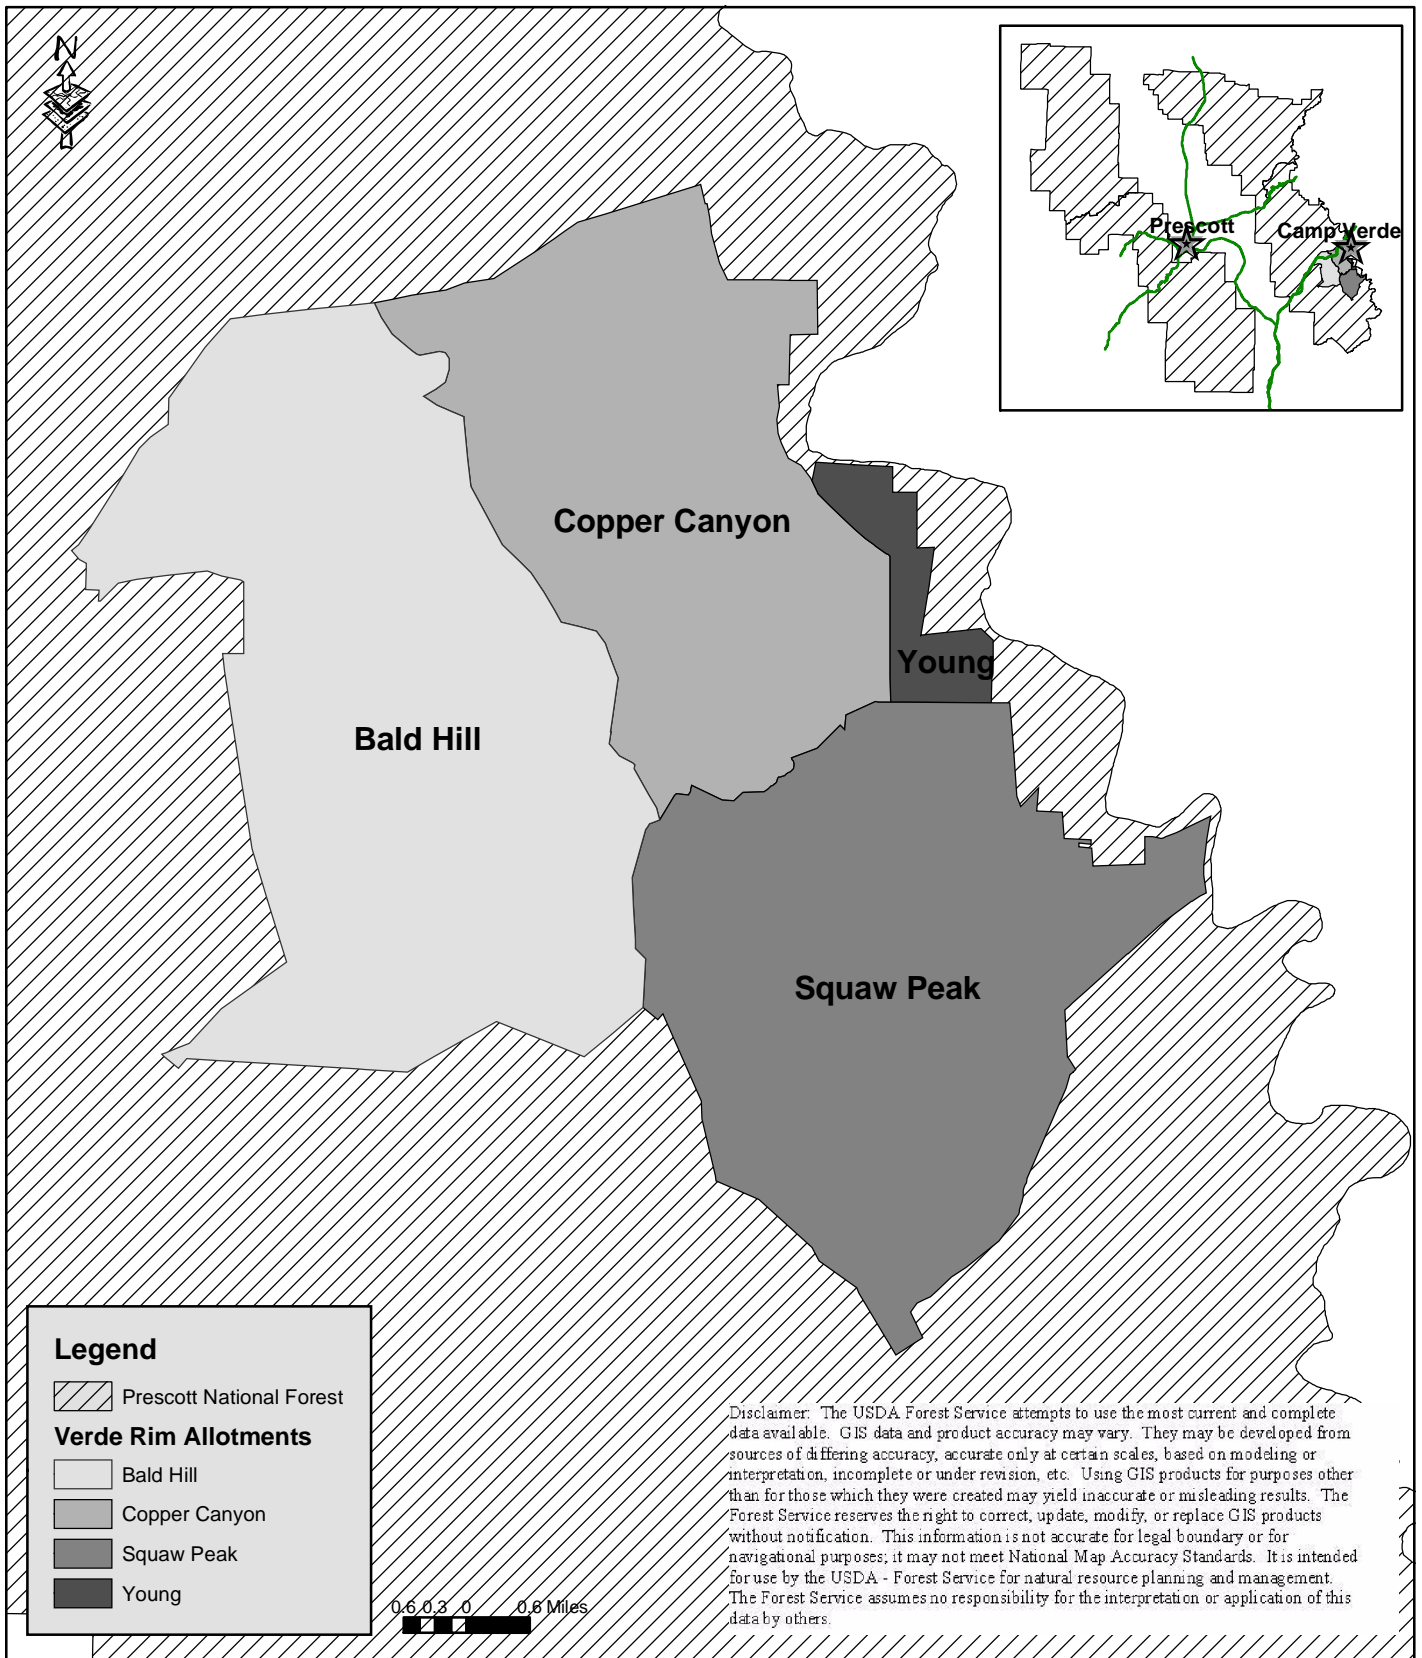 N
Prescott
Camp Verde
Copper Canyon
Young
Bald Hill
Squaw Peak
Legend
Prescott National Forest
Verde Rim Allotments
Bald Hill
Copper Canyon
Squaw Peak
Young
0.6 0.3 0 0.6 Miles
Disclaimer: The USDA Forest Service attempts to use the most current and complete
data available. GIS data and product accuracy may vary. They may be developed from
sources of differing accuracy, accurate only at certain scales, based on modeling or
interpretation, incomplete or under revision, etc. Using GIS products for purposes other
than for those which they were created may yield inaccurate or misleading results. The
Forest Service reserves the right to correct, update, modify, or replace GIS products
without notification. This information is not accurate for legal boundary or for
navigational purposes; it may not meet National Map Accuracy Standards. It is intended
for use by the USDA - Forest Service for natural resource planning and management.
The Forest Service assumes no responsibility for the interpretation or application of this
data by others.